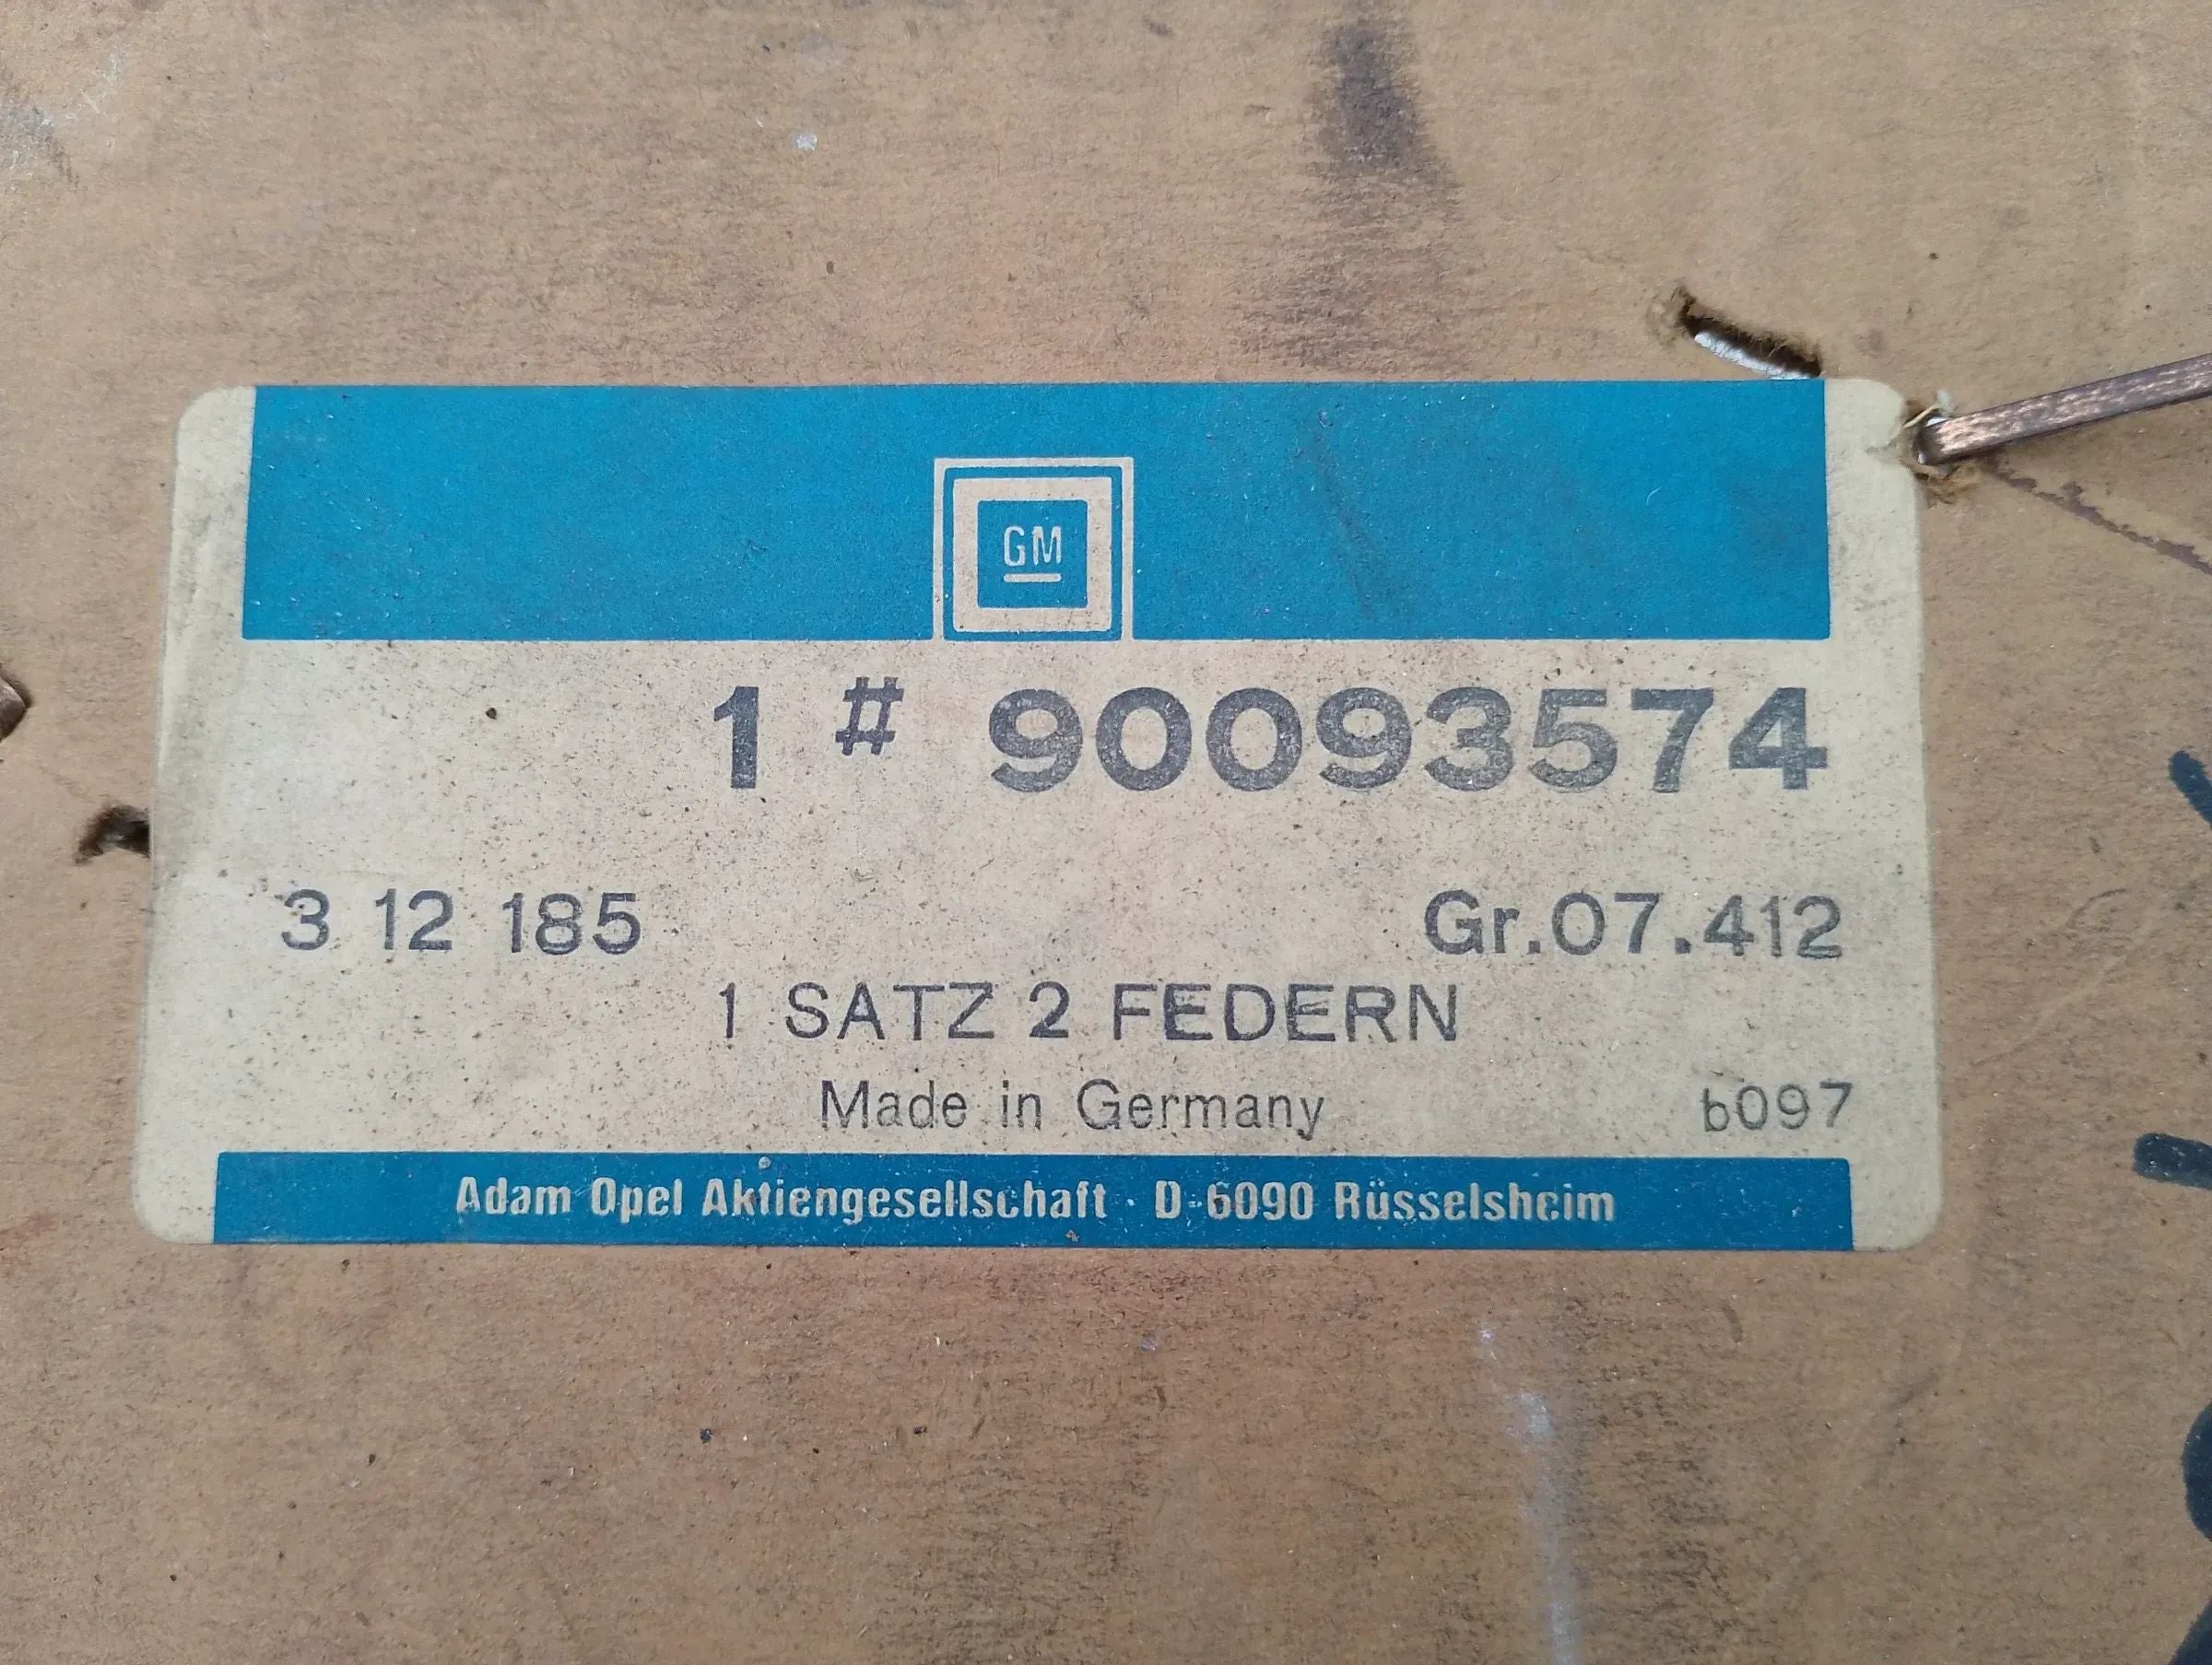 GM
1 # 90093574
3 12 185 Gr.07.412
1 SATZ 2 FEDERN
Made in Germany b097
Adam Opel Aktiengesellschaft · D-6090 Rüsselsheim